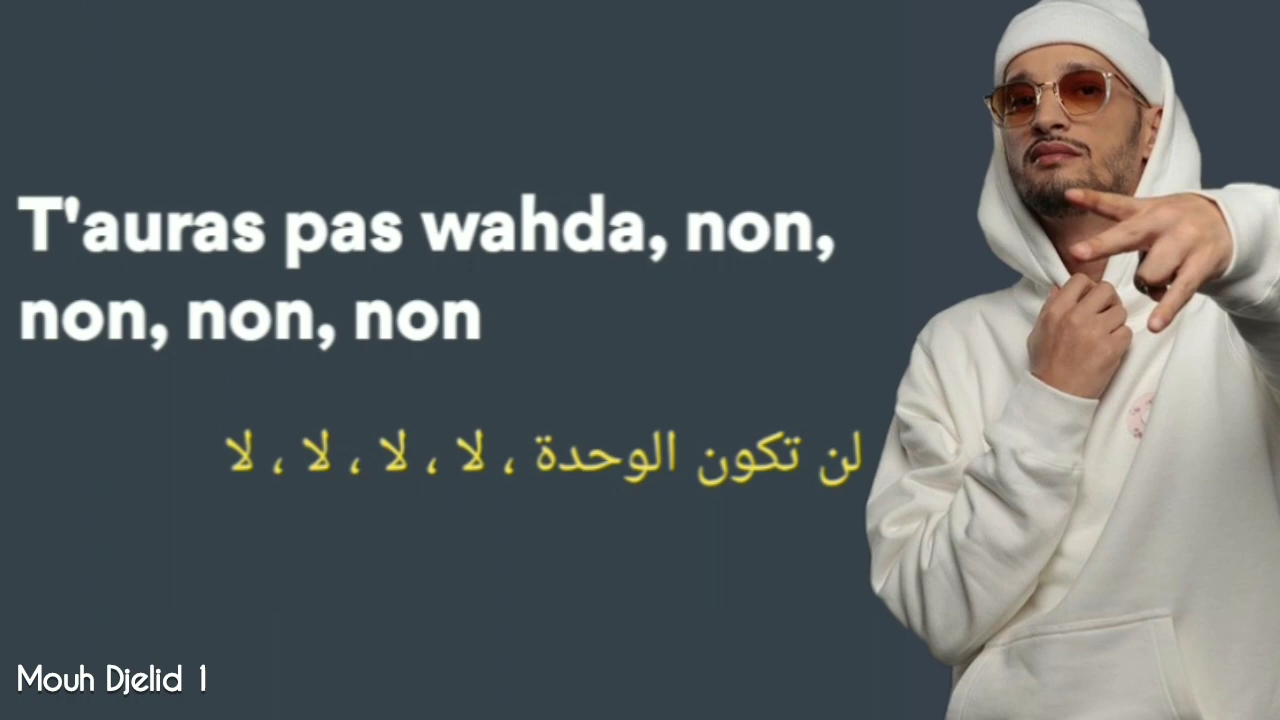 T'auras pas wahda, non,
non, non, non
لن تكون الوحدة ، لا ، لا ، لا ، لا
Mouh Djelid 1